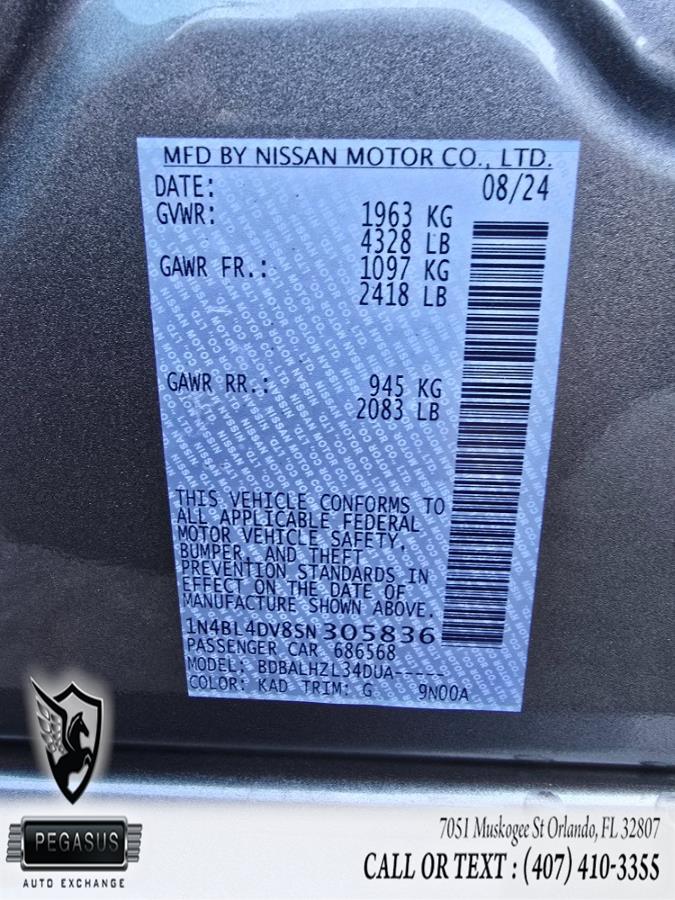 MFD BY NISSAN MOTOR CO., LTD.
DATE: 08/24
GVWR: 1963 KG
4328 LB
GAWR FR.: 1097 KG
2418 LB
GAWR RR.: 945 KG
2083 LB
THIS VEHICLE CONFORMS TO
ALL APPLICABLE FEDERAL
MOTOR VEHICLE SAFETY,
BUMPER, AND THEFT
PREVENTION STANDARDS IN
EFFECT ON THE DATE OF
MANUFACTURE SHOWN ABOVE.
1N4BL4DV8SN305836
PASSENGER CAR 686568
MODEL: BDBALHZL34DUA-----
COLOR: KAD TRIM: G 9N00A
PEGASUS
AUTO EXCHANGE
7051 Muskogee St Orlando, FL 32807
CALL OR TEXT : (407) 410-3355